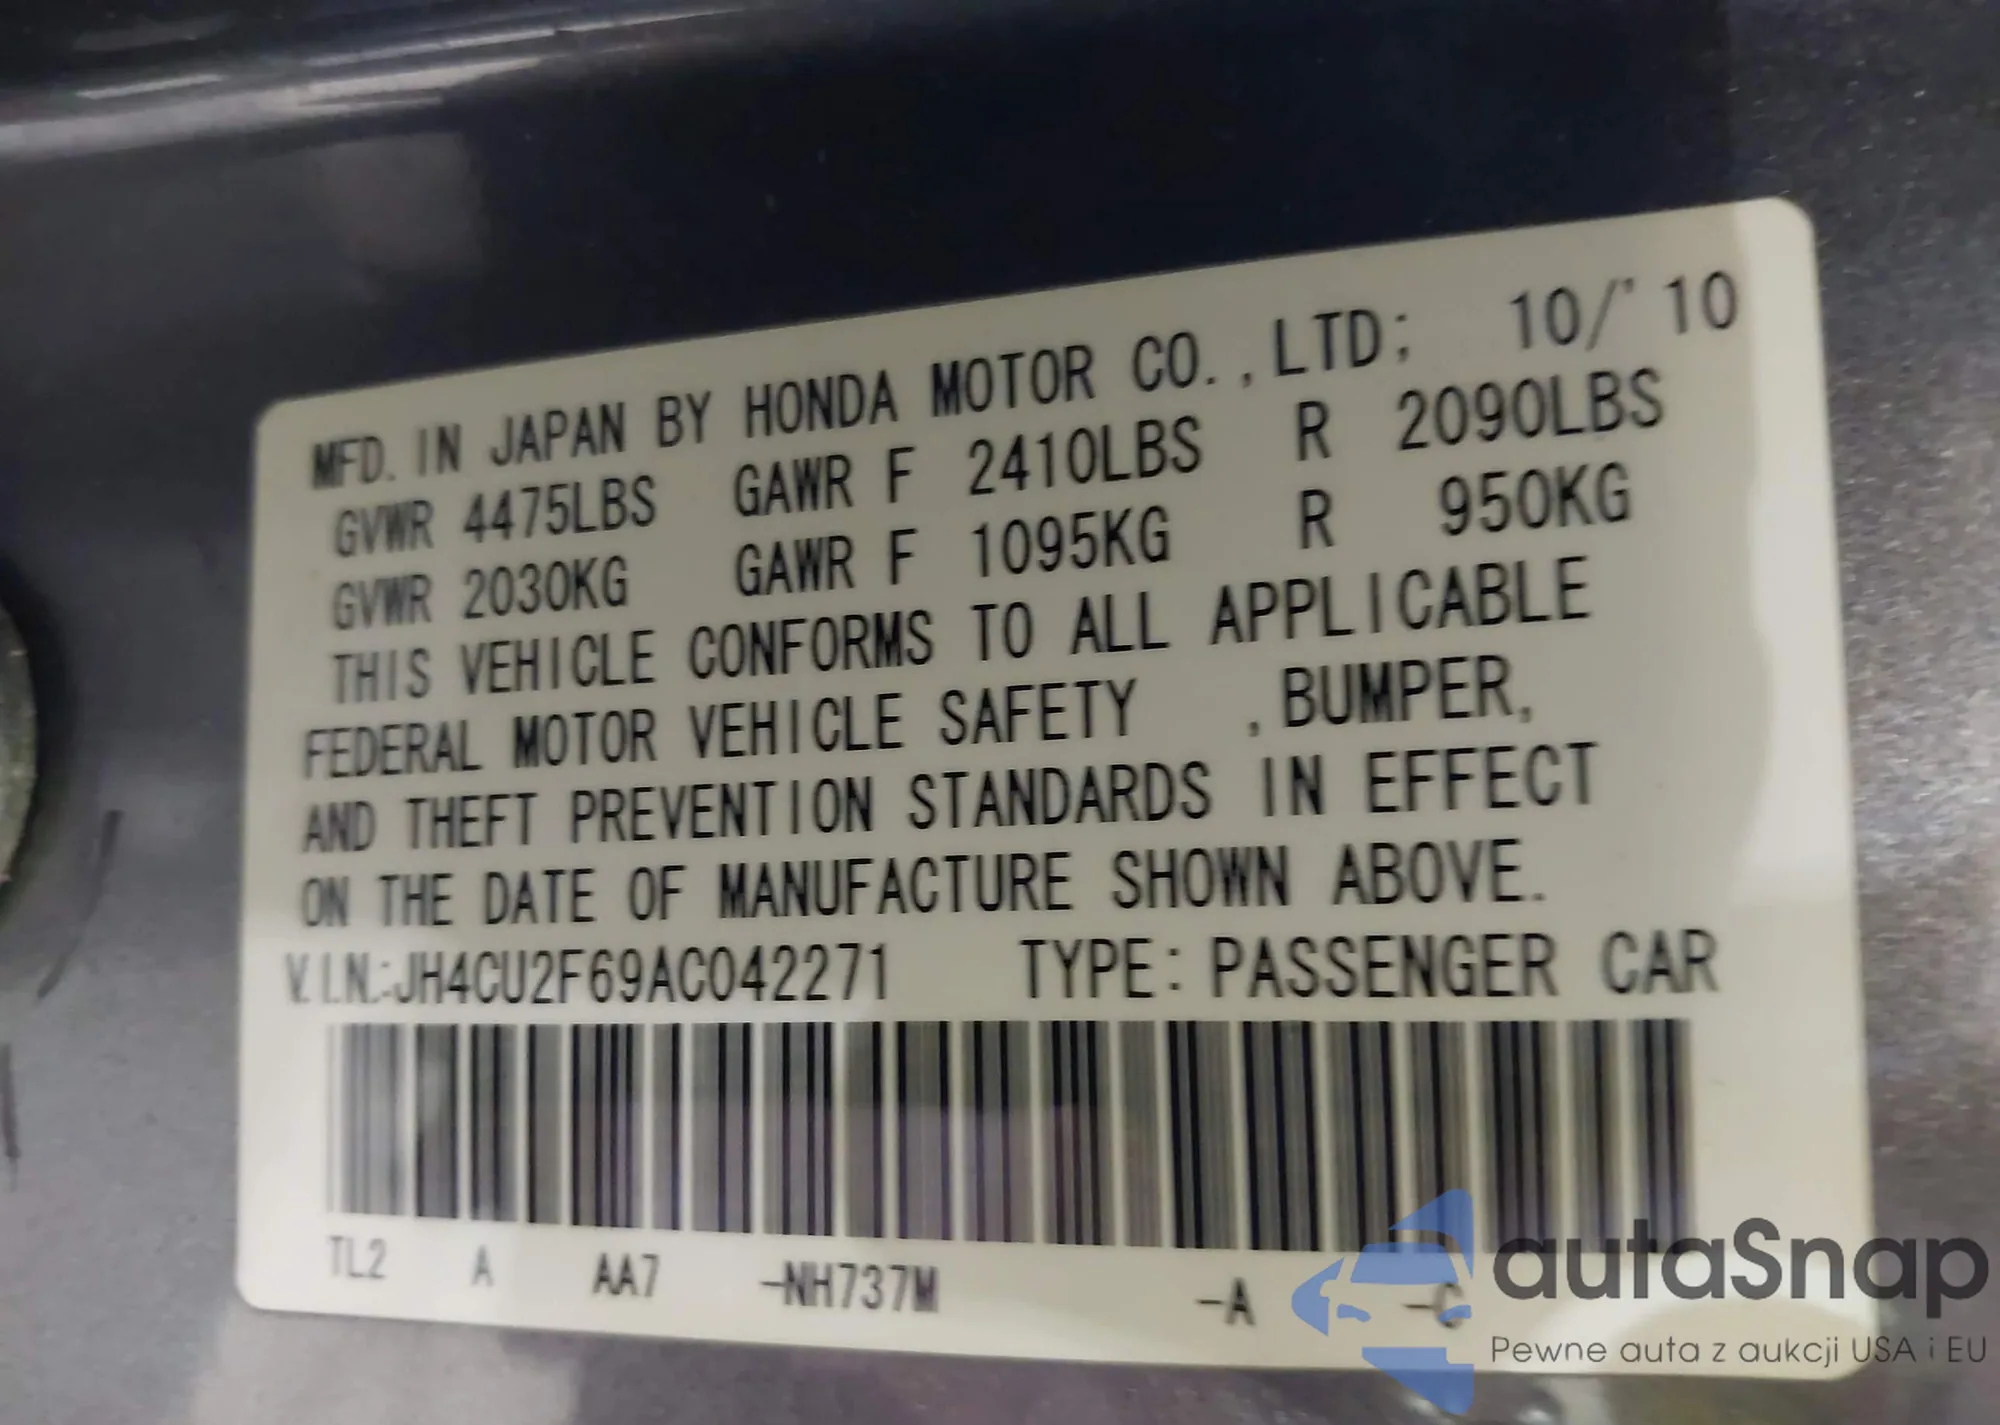 MFD. IN JAPAN BY HONDA MOTOR CO.,LTD; 10/'10
GVWR 4475LBS GAWR F 2410LBS R 2090LBS
GVWR 2030KG GAWR F 1095KG R 950KG
THIS VEHICLE CONFORMS TO ALL APPLICABLE
FEDERAL MOTOR VEHICLE SAFETY ,BUMPER,
AND THEFT PREVENTION STANDARDS IN EFFECT
ON THE DATE OF MANUFACTURE SHOWN ABOVE.
V.I.N.:JH4CU2F69AC042271 TYPE: PASSENGER CAR
TL2 A AA7 -NH737M -A -C
autaSnap
Pewne auta z aukcji USA i EU